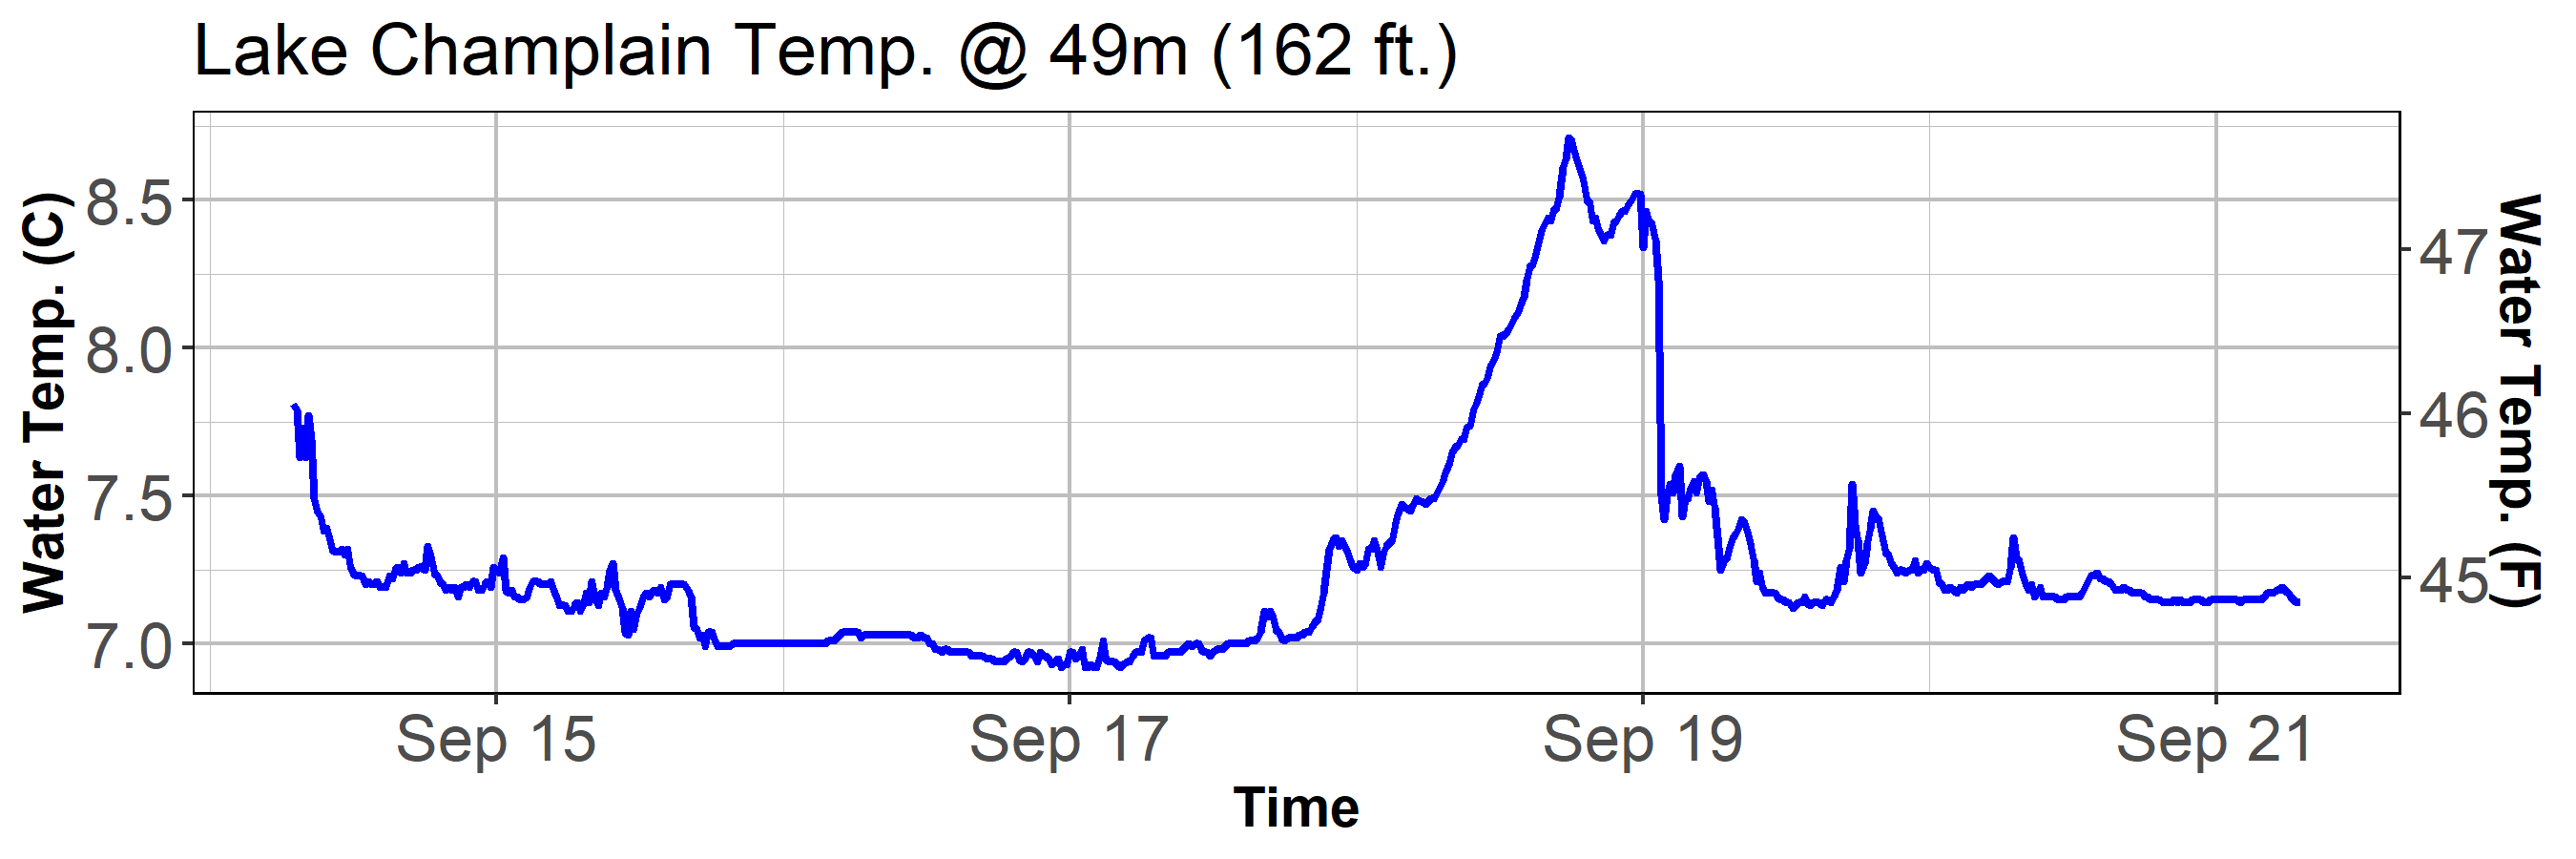 Lake Champlain Temp. @ 49m (162 ft.)
Water Temp. (C)
8.5
8.0
7.5
7.0
47
46
45
Water Temp. (F)
Sep 15 Sep 17 Sep 19 Sep 21
Time